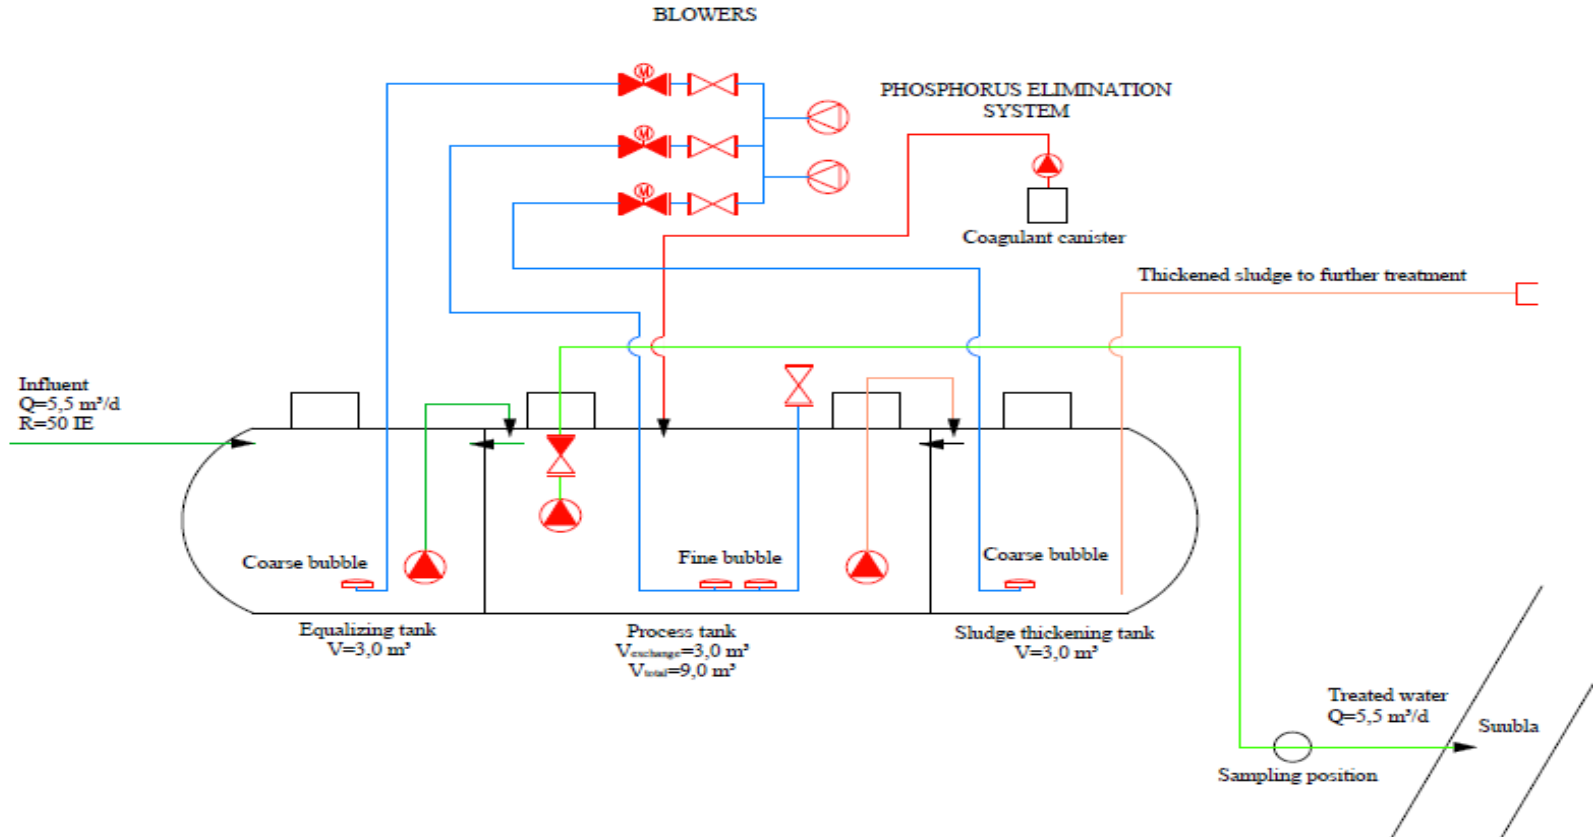 BLOWERS
M
M
M
PHOSPHORUS ELIMINATION
SYSTEM
Coagulant canister
Thickened sludge to further treatment
Influent
Q=5,5 m³/d
R=50 IE
Coarse bubble
Fine bubble
Coarse bubble
Equalizing tank
V=3,0 m³
Process tank
Vexchange=3,0 m³
Vtotal=9,0 m³
Sludge thickening tank
V=3,0 m³
Treated water
Q=5,5 m³/d
Suubla
Sampling position